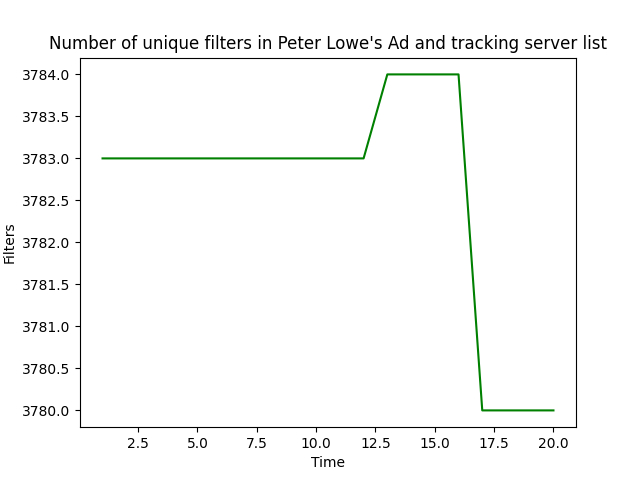 Number of unique filters in Peter Lowe's Ad and tracking server list
3784.0
3783.5
3783.0
3782.5
3782.0
3781.5
3781.0
3780.5
3780.0
Filters
2.5 5.0 7.5 10.0 12.5 15.0 17.5 20.0
Time